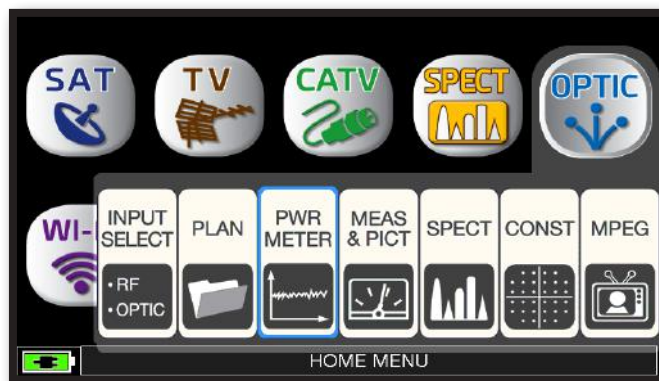 SAT
TV
CATV
SPECT
OPTIC
WI-
INPUT
SELECT
• RF
• OPTIC
PLAN
PWR
METER
MEAS
& PICT
SPECT
CONST
MPEG
HOME MENU